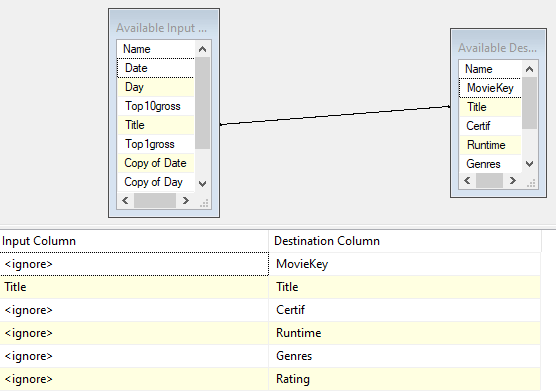 Available Input ...
Name
Date
Day
Top10gross
Title
Top1gross
Copy of Date
Copy of Day
Available Des...
Name
MovieKey
Title
Certif
Runtime
Genres
Input Column Destination Column
<ignore> MovieKey
Title Title
<ignore> Certif
<ignore> Runtime
<ignore> Genres
<ignore> Rating